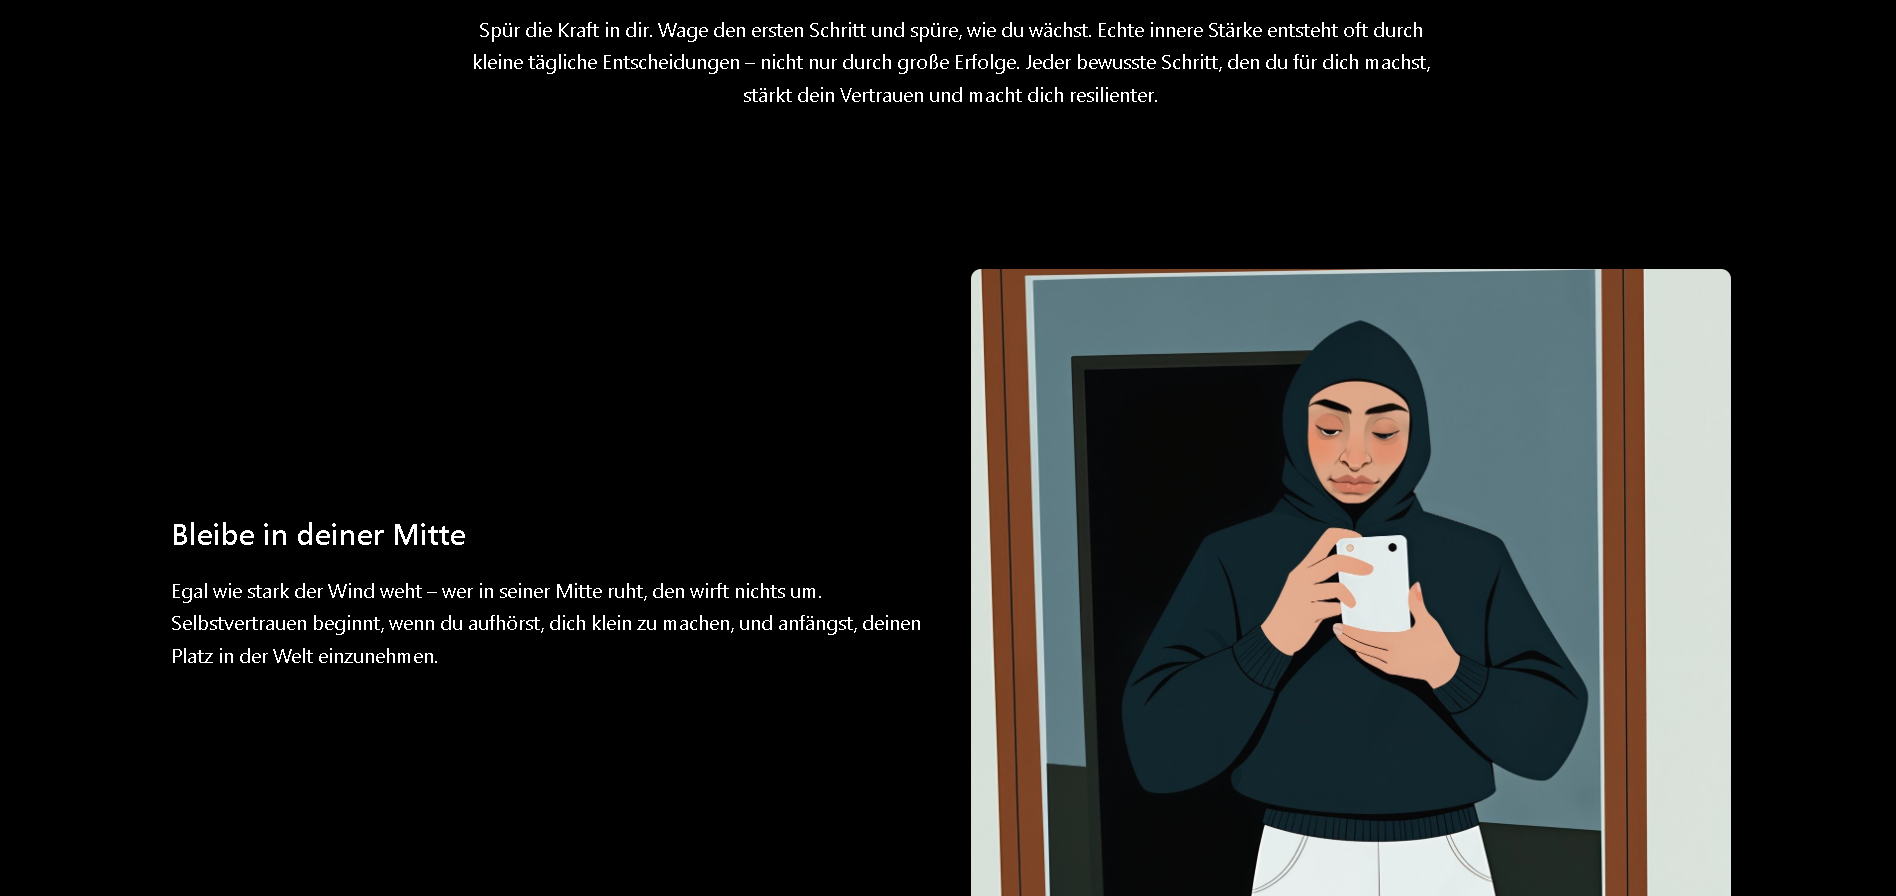 Spür die Kraft in dir. Wage den ersten Schritt und spüre, wie du wächst. Echte innere Stärke entsteht oft durch
kleine tägliche Entscheidungen – nicht nur durch große Erfolge. Jeder bewusste Schritt, den du für dich machst,
stärkt dein Vertrauen und macht dich resilienter.
Bleibe in deiner Mitte
Egal wie stark der Wind weht – wer in seiner Mitte ruht, den wirft nichts um.
Selbstvertrauen beginnt, wenn du aufhörst, dich klein zu machen, und anfängst, deinen
Platz in der Welt einzunehmen.